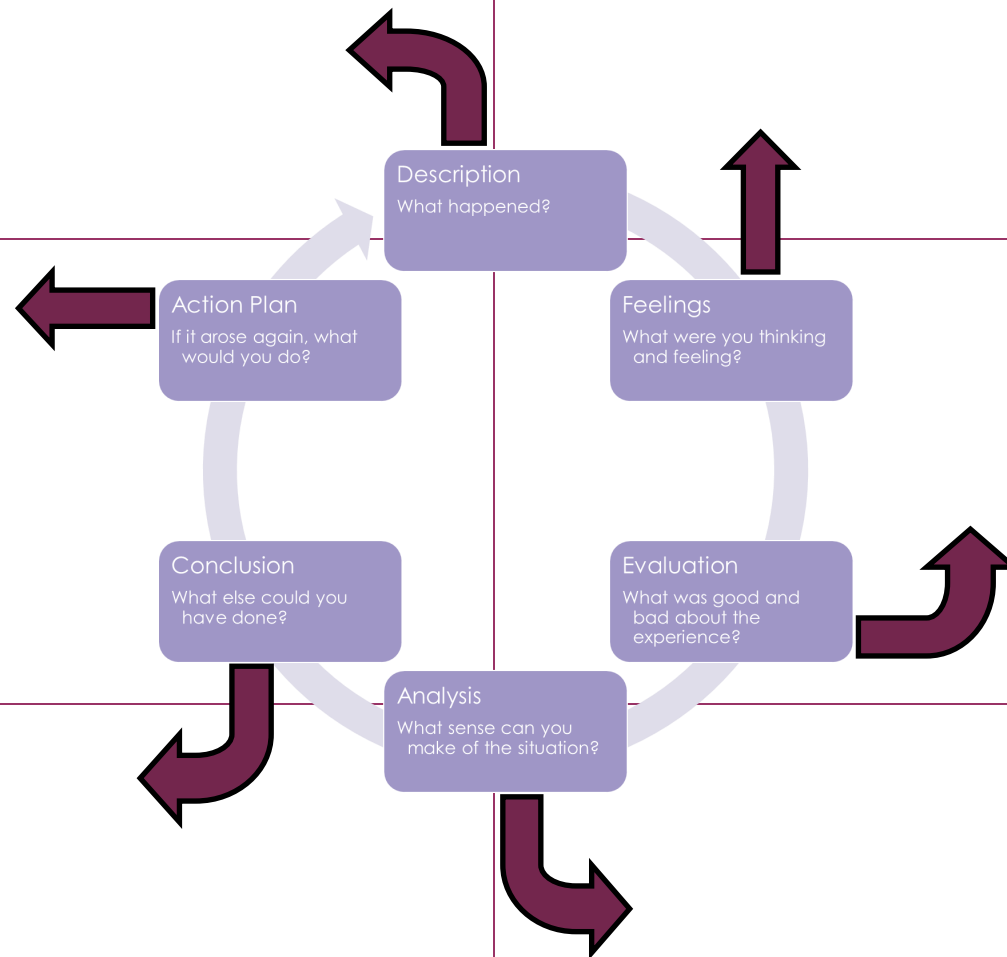 Description
What happened?
Feelings
What were you thinking
and feeling?
Evaluation
What was good and
bad about the
experience?
Analysis
What sense can you
make of the situation?
Conclusion
What else could you
have done?
Action Plan
If it arose again, what
would you do?